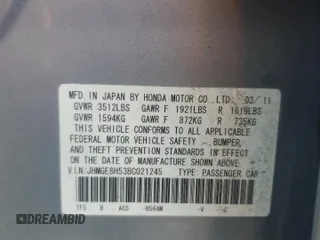 MFD. IN JAPAN BY HONDA MOTOR CO.,LTD. 03/11
GVWR 3512LBS GAWR F 1921LBS R 1619LBS
GVWR 1594KG GAWR F 872KG R 735KG
THIS VEHICLE CONFORMS TO ALL APPLICABLE
FEDERAL MOTOR VEHICLE SAFETY, BUMPER,
AND THEFT PREVENTION STANDARDS IN EFFECT
ON THE DATE OF MANUFACTURE SHOWN ABOVE.
V.I.N:JHMGE8H53BC021245 TYPE:PASSENGER CAR
TF5 B AC5
DREAMBID